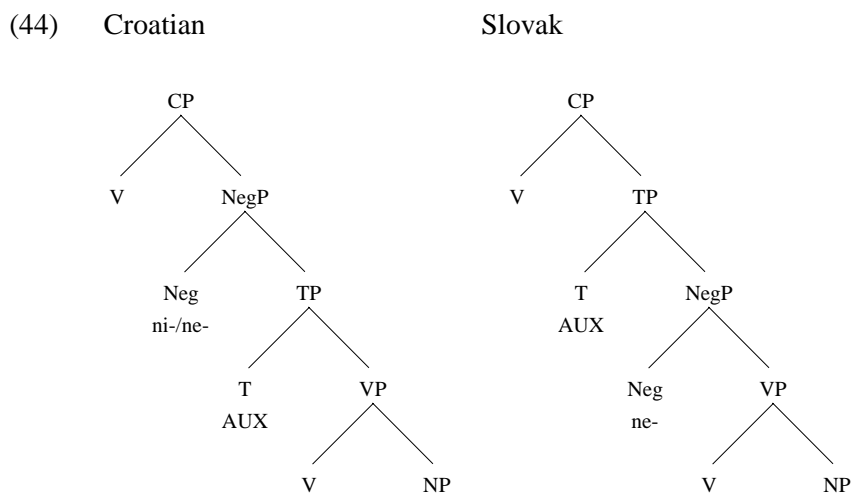 (44) Croatian Slovak
CP CP
V NegP V TP
Neg TP T NegP
ni-/ne- AUX
T VP Neg VP
AUX ne-
V NP V NP